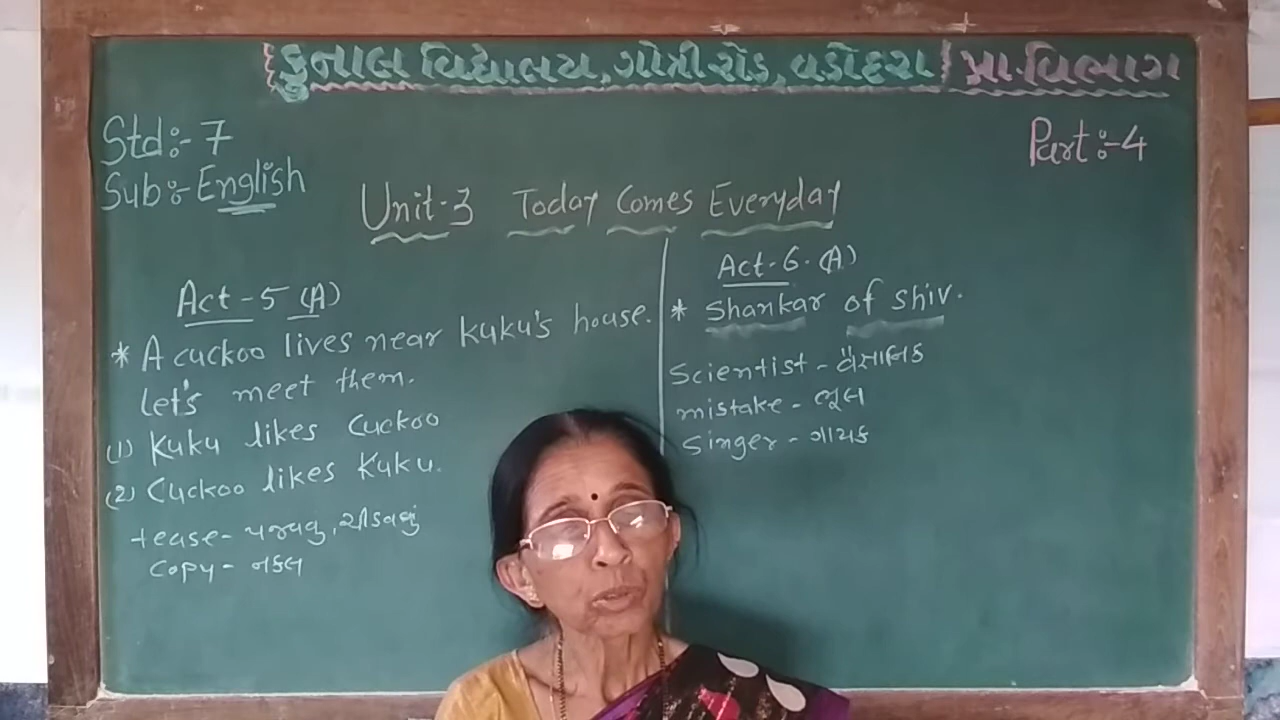 કુનાલ વિદ્યાલય, ગોત્રી રોડ, વડોદરા | પ્રા. વિભાગ
Std:- 7
Sub:- English
Part:-4
Unit-3 Today Comes Everyday
Act-5 (A)
* A cuckoo lives near Kuku's house.
let's meet them.
(1) Kuku likes Cuckoo
(2) Cuckoo likes Kuku.
tease- પજવવું, ચીડવવું
Copy- નકલ
Act-6.(A)
* Shankar of Shiv.
Scientist- વૈજ્ઞાનિક
mistake- ભૂલ
Singer- ગાયક